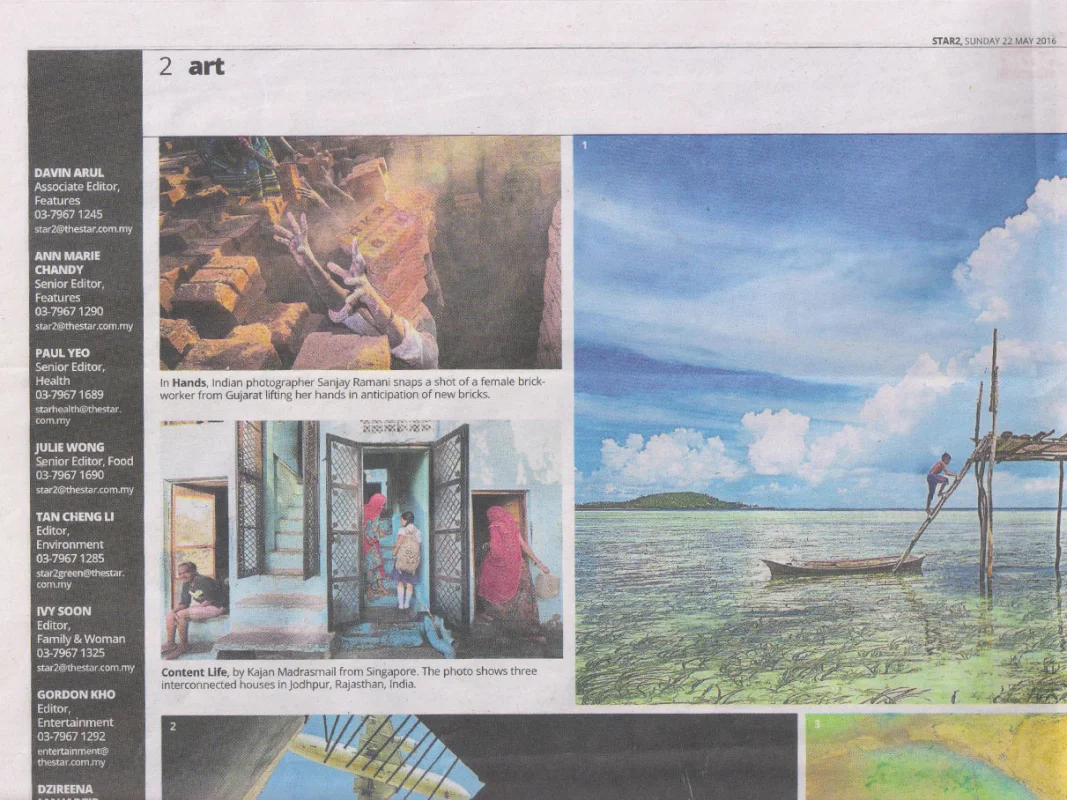 STAR2, SUNDAY 22 MAY 2016
2 art
DAVIN ARUL
Associate Editor,
Features
03-7967 1245
star2@thestar.com.my
ANN MARIE
CHANDY
Senior Editor,
Features
03-7967 1290
star2@thestar.com.my
PAUL YEO
Senior Editor,
Health
03-7967 1689
starhealth@thestar.
com.my
JULIE WONG
Senior Editor, Food
03-7967 1690
star2@thestar.com.my
TAN CHENG LI
Editor,
Environment
03-7967 1285
star2green@thestar.
com.my
IVY SOON
Editor,
Family & Woman
03-7967 1325
star2@thestar.com.my
GORDON KHO
Editor,
Entertainment
03-7967 1292
entertainment@
thestar.com.my
DZIREENA
In Hands, Indian photographer Sanjay Ramani snaps a shot of a female brick-
worker from Gujarat lifting her hands in anticipation of new bricks.
Content Life, by Kajan Madrasmail from Singapore. The photo shows three
interconnected houses in Jodhpur, Rajasthan, India.
1
2
3